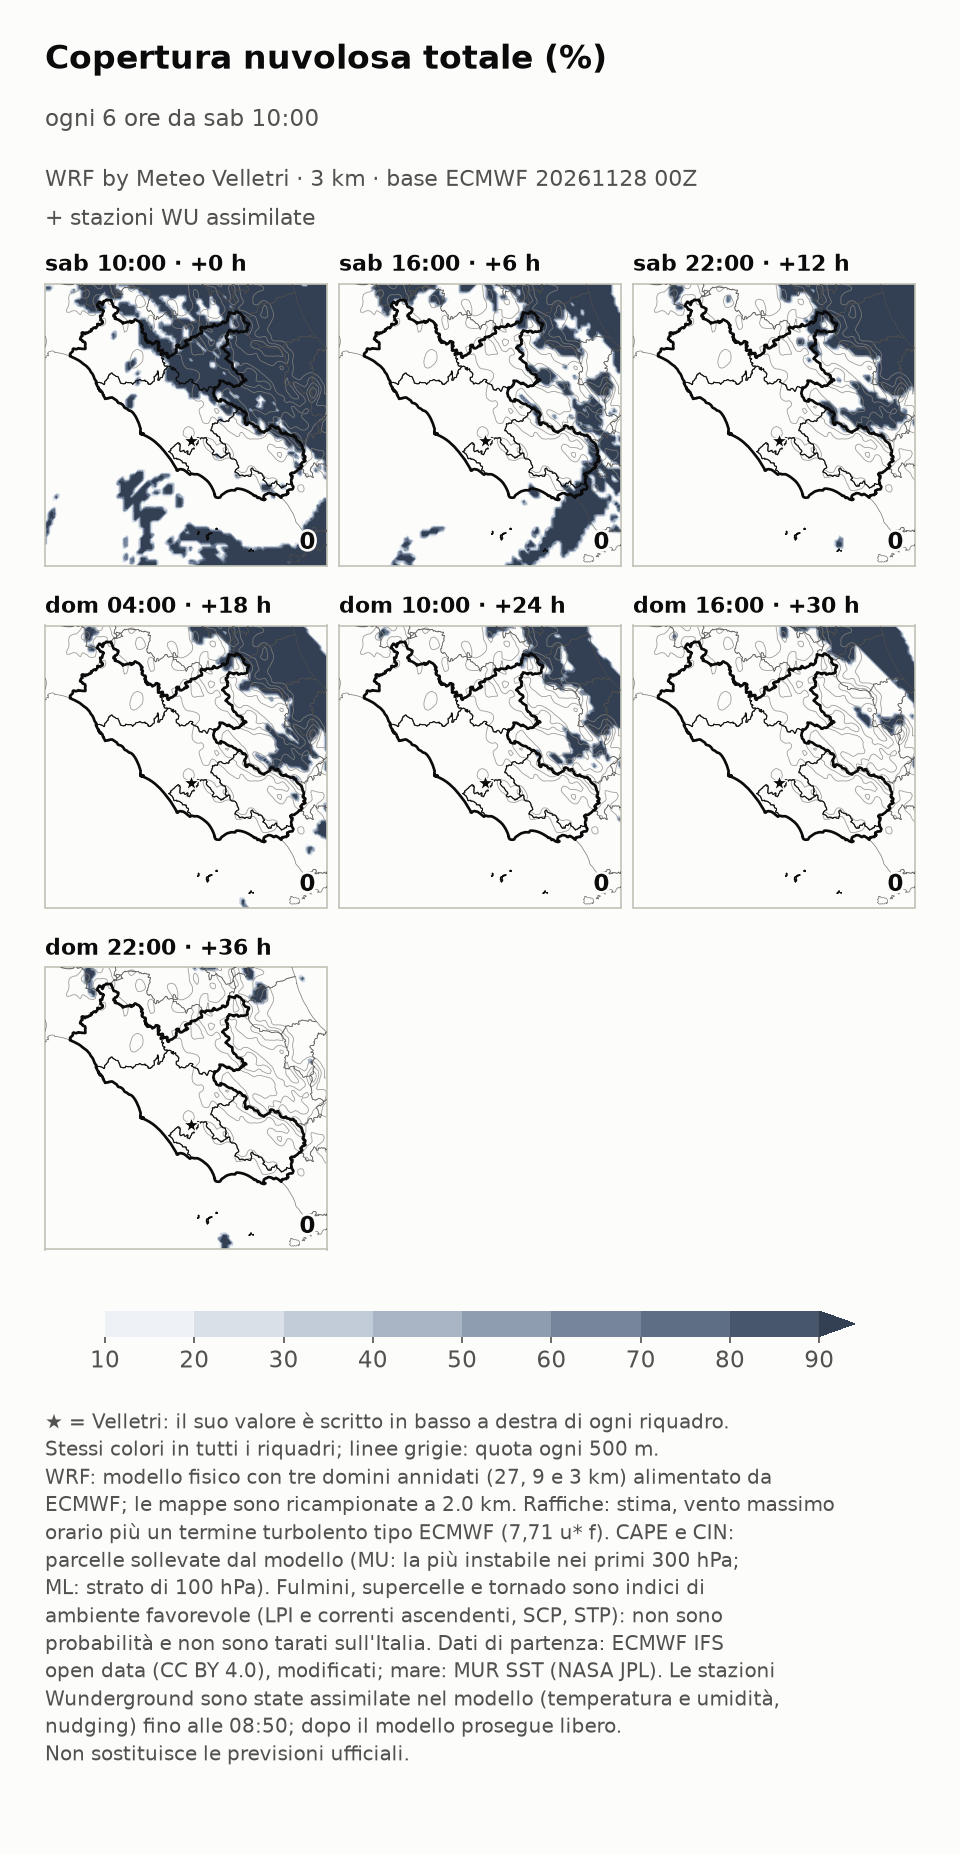 Copertura nuvolosa totale (%)
ogni 6 ore da sab 10:00
WRF by Meteo Velletri · 3 km · base ECMWF 20261128 00Z
+ stazioni WU assimilate
sab 10:00 · +0 h
sab 16:00 · +6 h
sab 22:00 · +12 h
0
0
0
dom 04:00 · +18 h
dom 10:00 · +24 h
dom 16:00 · +30 h
0
0
0
dom 22:00 · +36 h
0
10 20 30 40 50 60 70 80 90
★ = Velletri: il suo valore è scritto in basso a destra di ogni riquadro.
Stessi colori in tutti i riquadri; linee grigie: quota ogni 500 m.
WRF: modello fisico con tre domini annidati (27, 9 e 3 km) alimentato da
ECMWF; le mappe sono ricampionate a 2.0 km. Raffiche: stima, vento massimo
orario più un termine turbolento tipo ECMWF (7,71 u* f). CAPE e CIN:
parcelle sollevate dal modello (MU: la più instabile nei primi 300 hPa;
ML: strato di 100 hPa). Fulmini, supercelle e tornado sono indici di
ambiente favorevole (LPI e correnti ascendenti, SCP, STP): non sono
probabilità e non sono tarati sull'Italia. Dati di partenza: ECMWF IFS
open data (CC BY 4.0), modificati; mare: MUR SST (NASA JPL). Le stazioni
Wunderground sono state assimilate nel modello (temperatura e umidità,
nudging) fino alle 08:50; dopo il modello prosegue libero.
Non sostituisce le previsioni ufficiali.